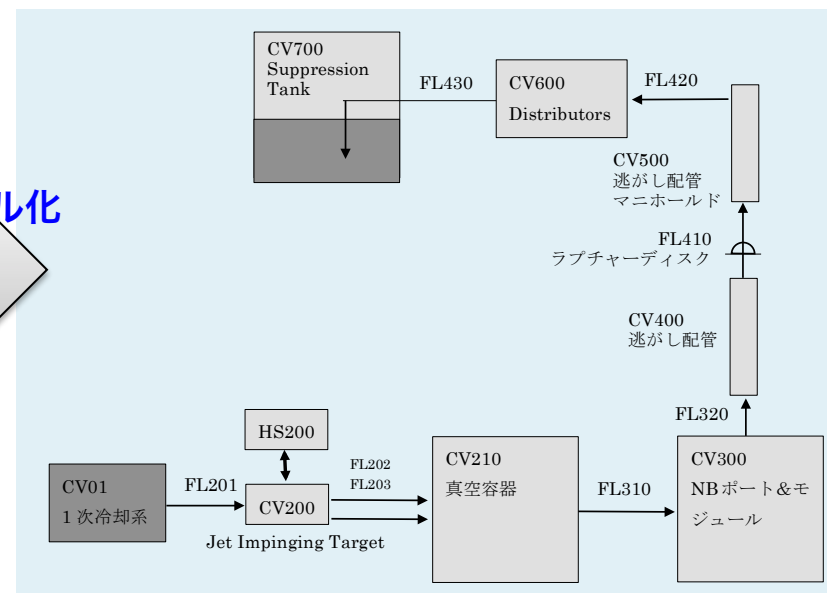 CV700
Suppression
Tank
FL430
CV600
Distributors
FL420
CV500
逃がし配管
マニホールド
ル化
FL410
ラプチャーディスク
CV400
逃がし配管
FL320
HS200
CV01
1 次冷却系
FL201
CV200
Jet Impinging Target
FL202
FL203
CV210
真空容器
FL310
CV300
NBポート&モ
ジュール